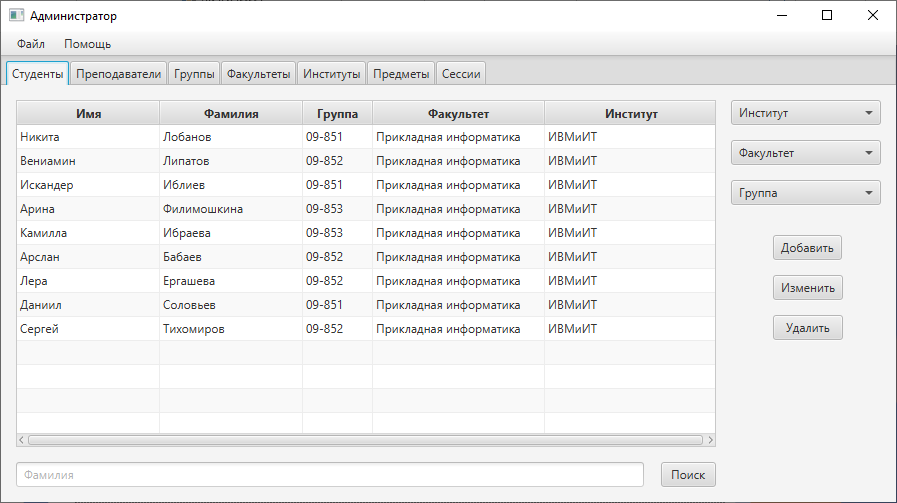 Администратор
Файл Помощь
Студенты Преподаватели Группы Факультеты Институты Предметы Сессии
Имя Фамилия Группа Факультет Институт
Никита Лобанов 09-851 Прикладная информатика ИВМиИТ
Вениамин Липатов 09-852 Прикладная информатика ИВМиИТ
Искандер Иблиев 09-851 Прикладная информатика ИВМиИТ
Арина Филимошкина 09-853 Прикладная информатика ИВМиИТ
Камилла Ибраева 09-853 Прикладная информатика ИВМиИТ
Арслан Бабаев 09-852 Прикладная информатика ИВМиИТ
Лера Ергашева 09-852 Прикладная информатика ИВМиИТ
Даниил Соловьев 09-851 Прикладная информатика ИВМиИТ
Сергей Тихомиров 09-852 Прикладная информатика ИВМиИТ
Институт
Факультет
Группа
Добавить
Изменить
Удалить
Фамилия Поиск